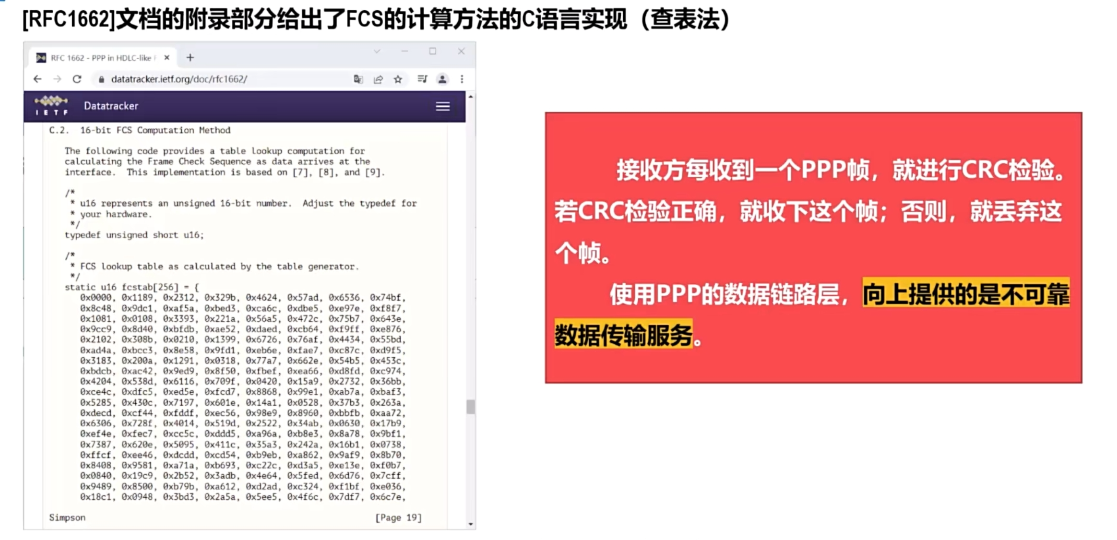 [RFC1662]文档的附录部分给出了FCS的计算方法的C语言实现（查表法）
RFC 1662 - PPP in HDLC-like
datatracker.ietf.org/doc/rfc1662/
IETF
Datatracker
C.2. 16-bit FCS Computation Method
The following code provides a table lookup computation for
calculating the Frame Check Sequence as data arrives at the
interface. This implementation is based on [7], [8], and [9].
/*
* u16 represents an unsigned 16-bit number. Adjust the typedef for
* your hardware.
*/
typedef unsigned short u16;
/*
* FCS lookup table as calculated by the table generator.
*/
static u16 fcstab[256] = {
0x0000, 0x1189, 0x2312, 0x329b, 0x4624, 0x57ad, 0x6536, 0x74bf,
0x8c48, 0x9dc1, 0xaf5a, 0xbed3, 0xca6c, 0xdbe5, 0xe97e, 0xf8f7,
0x1081, 0x0108, 0x3393, 0x221a, 0x56a5, 0x472c, 0x75b7, 0x643e,
0x9cc9, 0x8d40, 0xbfdb, 0xae52, 0xdaed, 0xcb64, 0xf9ff, 0xe876,
0x2102, 0x308b, 0x0210, 0x1399, 0x6726, 0x76af, 0x4434, 0x55bd,
0xad4a, 0xbcc3, 0x8e58, 0x9fd1, 0xeb6e, 0xfae7, 0xc87c, 0xd9f5,
0x3183, 0x200a, 0x1291, 0x0318, 0x77a7, 0x662e, 0x54b5, 0x453c,
0xbdcb, 0xac42, 0x9ed9, 0x8f50, 0xfbef, 0xea66, 0xd8fd, 0xc974,
0x4204, 0x538d, 0x6116, 0x709f, 0x0420, 0x15a9, 0x2732, 0x36bb,
0xce4c, 0xdfc5, 0xed5e, 0xfcd7, 0x8868, 0x99e1, 0xab7a, 0xbaf3,
0x5285, 0x430c, 0x7197, 0x601e, 0x14a1, 0x0528, 0x37b3, 0x263a,
0xdecd, 0xcf44, 0xfddf, 0xec56, 0x98e9, 0x8960, 0xbbfb, 0xaa72,
0x6306, 0x728f, 0x4014, 0x519d, 0x2522, 0x34ab, 0x0630, 0x17b9,
0xef4e, 0xfec7, 0xcc5c, 0xddd5, 0xa96a, 0xb8e3, 0x8a78, 0x9bf1,
0x7387, 0x620e, 0x5095, 0x411c, 0x35a3, 0x242a, 0x16b1, 0x0738,
0xffcf, 0xee46, 0xdcdd, 0xcd54, 0xb9eb, 0xa862, 0x9af9, 0x8b70,
0x8408, 0x9581, 0xa71a, 0xb693, 0xc22c, 0xd3a5, 0xe13e, 0xf0b7,
0x0840, 0x19c9, 0x2b52, 0x3adb, 0x4e64, 0x5fed, 0x6d76, 0x7cff,
0x9489, 0x8500, 0xb79b, 0xa612, 0xd2ad, 0xc324, 0xf1bf, 0xe036,
0x18c1, 0x0948, 0x3bd3, 0x2a5a, 0x5ee5, 0x4f6c, 0x7df7, 0x6c7e,
Simpson [Page 19]
接收方每收到一个PPP帧，就进行CRC检验。
若CRC检验正确，就收下这个帧；否则，就丢弃这
个帧。
使用PPP的数据链路层，向上提供的是不可靠
数据传输服务。